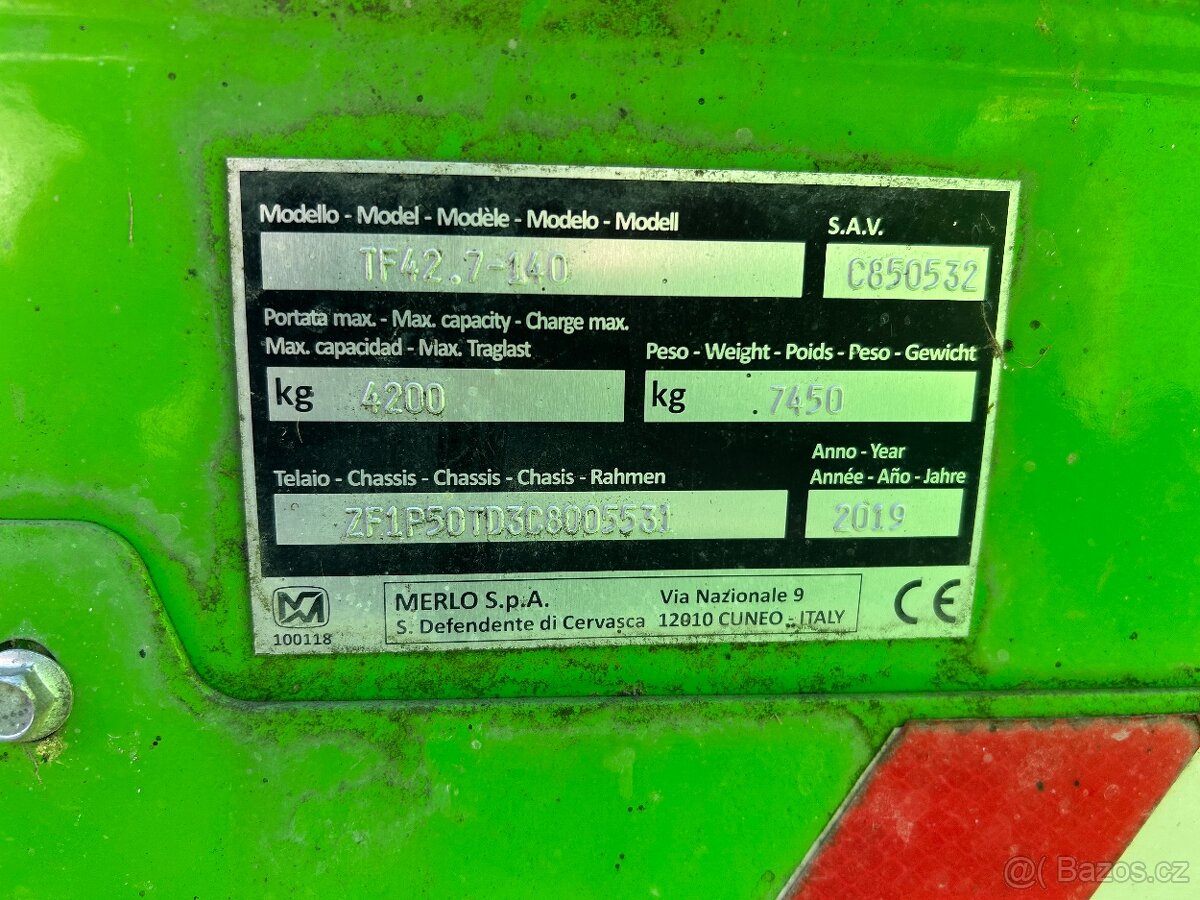 Modello - Model - Modèle - Modelo - Modell
S.A.V.
TF42.7-140
C850532
Portata max. - Max. capacity - Charge max.
Max. capacidad - Max. Traglast
Peso - Weight - Poids - Peso - Gewicht
kg 4200
kg 7450
Telaio - Chassis - Chassis - Chasis - Rahmen
Anno - Year
Année - Año - Jahre
ZF1P50TD3C8005531
2019
100118
MERLO S.p.A.
S. Defendente di Cervasca
Via Nazionale 9
12010 CUNEO - ITALY
CE
Bazos.cz